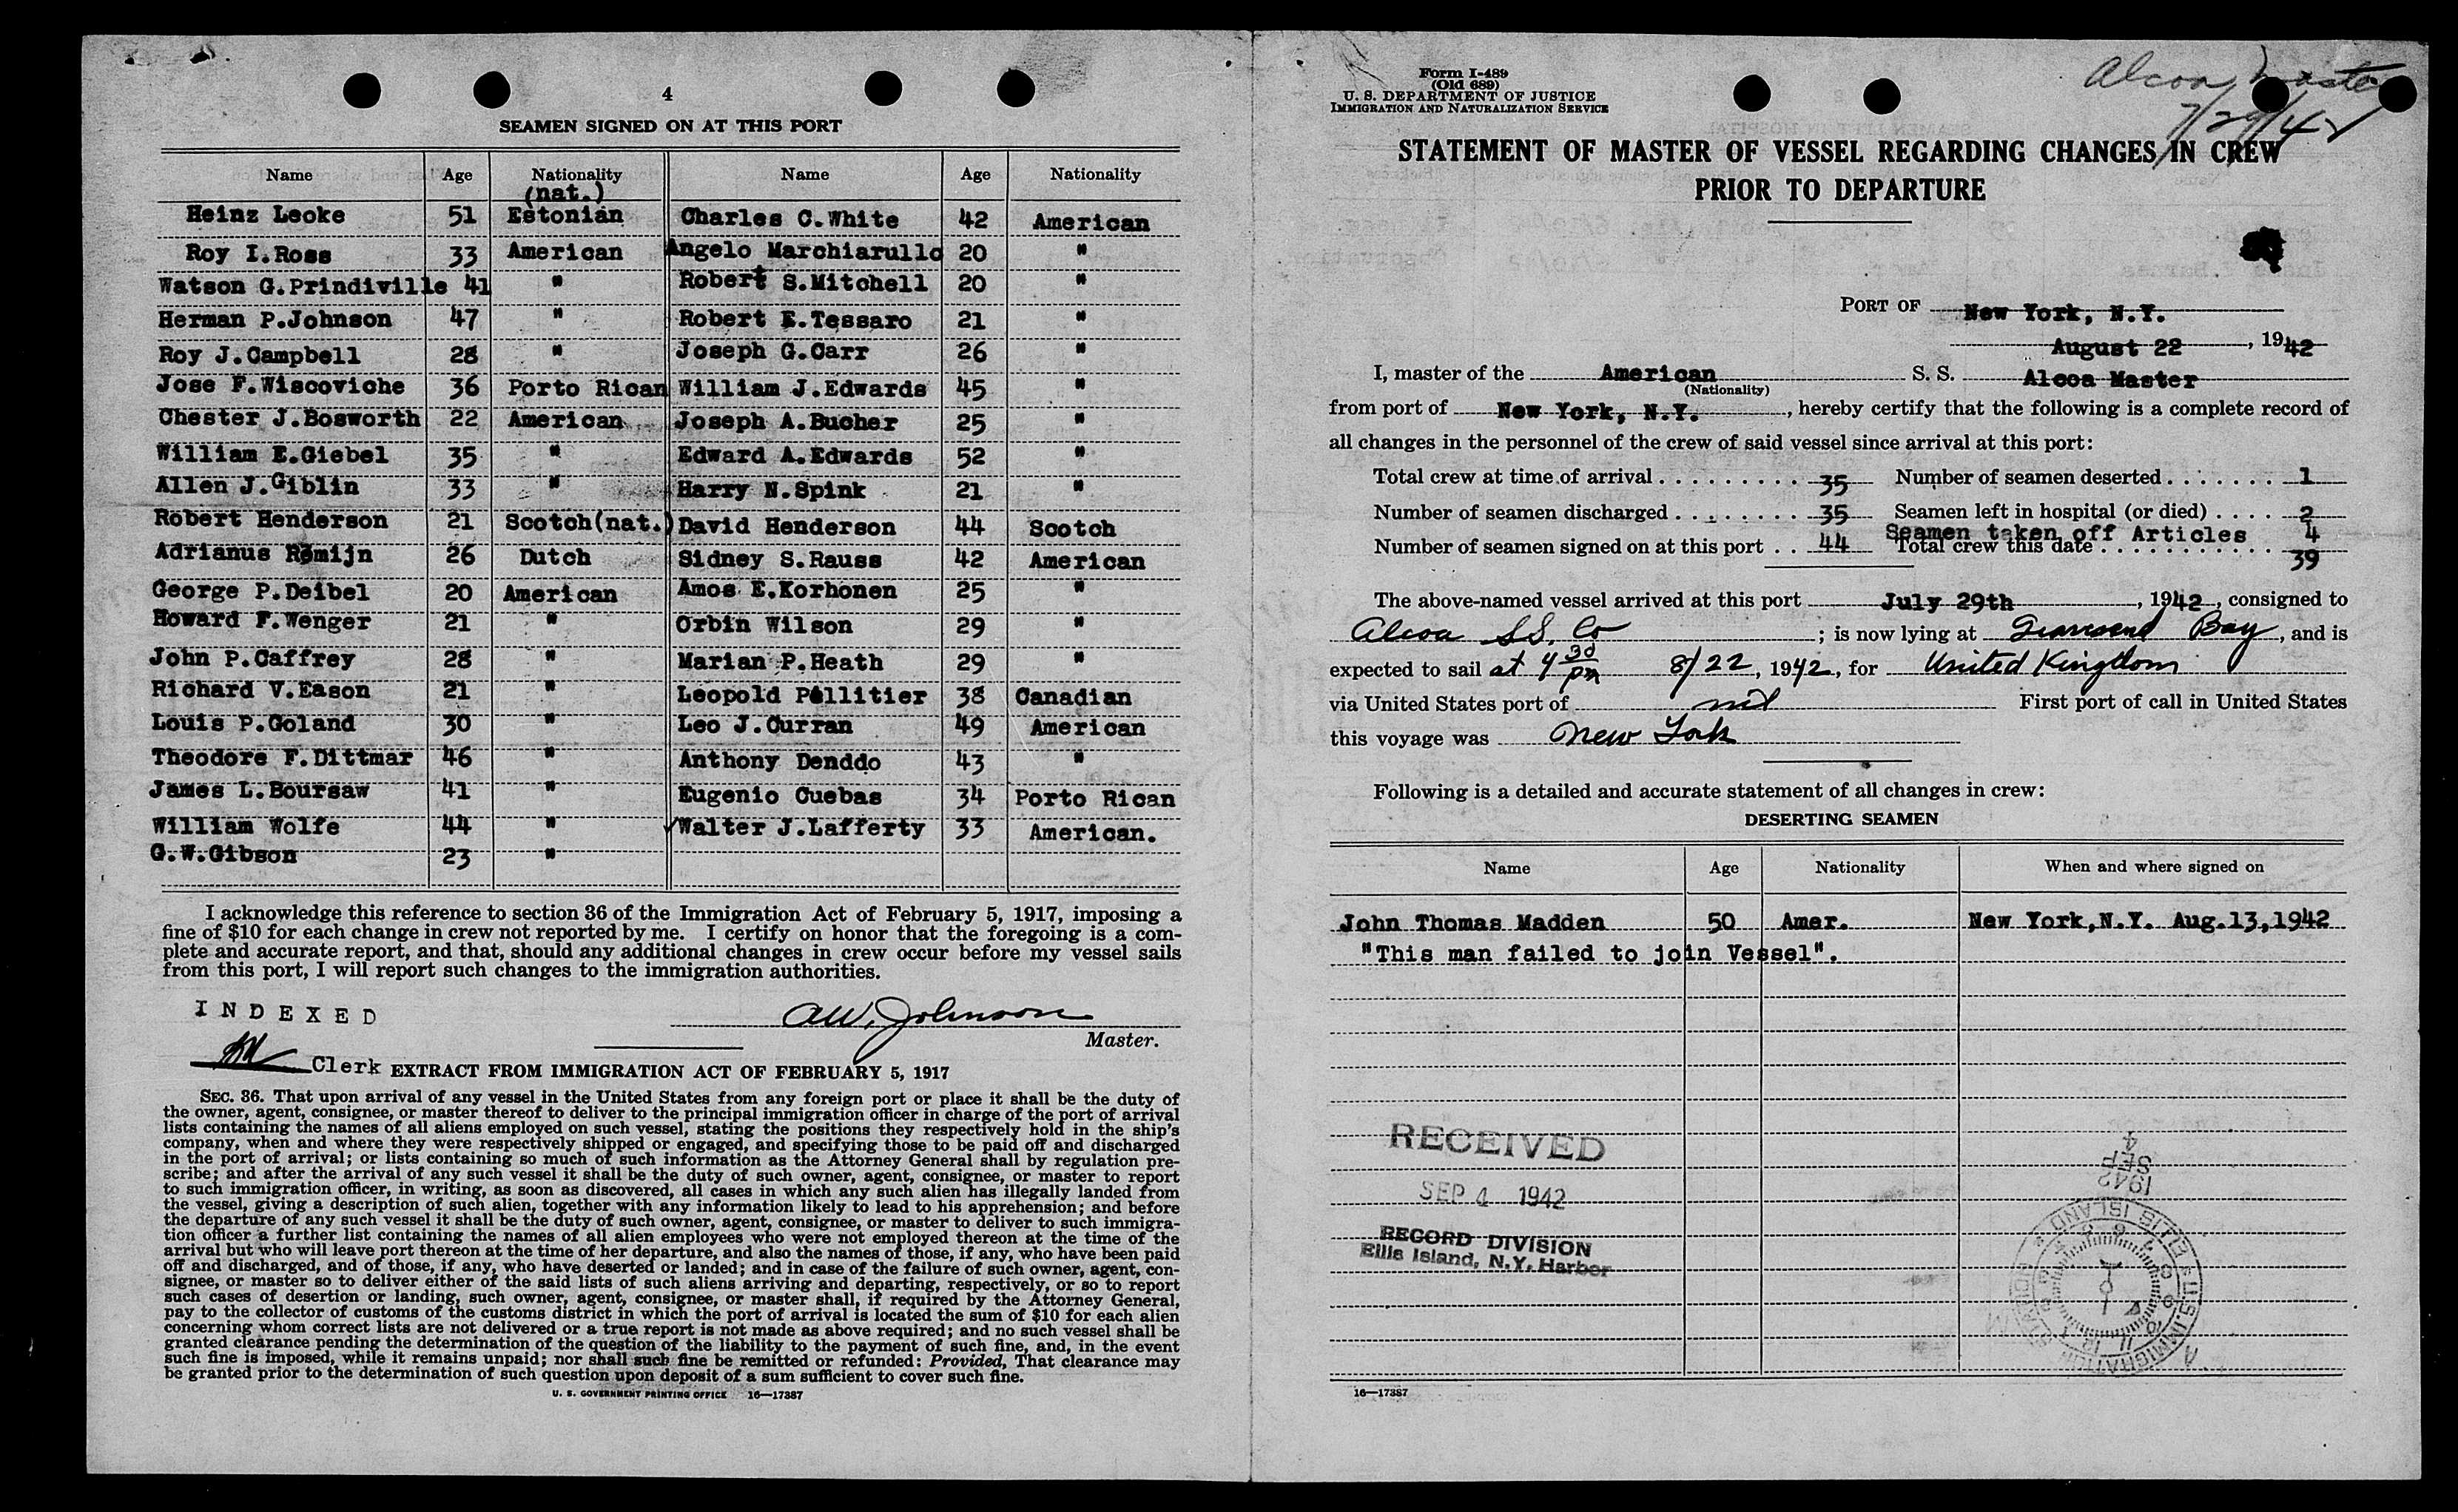 4
SEAMEN SIGNED ON AT THIS PORT
Name Age Nationality Name Age Nationality
(nat.)
Heinz Leoke 51 Estonian Charles C.White 42 American
Roy I.Ross 33 American Angelo Marchiarullo 20 "
Watson G.Prindiville 41 " Robert S.Mitchell 20 "
Herman P.Johnson 47 " Robert E.Tessaro 21 "
Roy J.Campbell 28 " Joseph G.Carr 26 "
Jose F.Wiscoviche 36 Porto Rican William J.Edwards 45 "
Chester J.Bosworth 22 American Joseph A.Bucher 25 "
William E.Giebel 35 " Edward A.Edwards 52 "
Allen J.Giblin 33 " Harry N.Spink 21 "
Robert Henderson 21 Scotch(nat.) David Henderson 44 Scotch
Adrianus Romijn 26 Dutch Sidney S.Rauss 42 American
George P.Deibel 20 American Amos E.Korhonen 25 "
Howard F.Wenger 21 " Orbin Wilson 29 "
John P.Caffrey 28 " Marian P.Heath 29 "
Richard V.Eason 21 " Leopold Pellitier 38 Canadian
Louis P.Goland 30 " Leo J.Curran 49 American
Theodore F.Dittmar 46 " Anthony Denddo 43 "
James L.Boursaw 41 " Eugenio Cuebas 34 Porto Rican
William Wolfe 44 " ✓Walter J.Lafferty 33 American.
G.W.Gibson 23 "
I acknowledge this reference to section 36 of the Immigration Act of February 5, 1917, imposing a
fine of $10 for each change in crew not reported by me. I certify on honor that the foregoing is a com-
plete and accurate report, and that, should any additional changes in crew occur before my vessel sails
from this port, I will report such changes to the immigration authorities.
INDEXED
A.W. Johnson
Master.
Clerk
EXTRACT FROM IMMIGRATION ACT OF FEBRUARY 5, 1917
SEC. 36. That upon arrival of any vessel in the United States from any foreign port or place it shall be the duty of
the owner, agent, consignee, or master thereof to deliver to the principal immigration officer in charge of the port of arrival
lists containing the names of all aliens employed on such vessel, stating the positions they respectively hold in the ship's
company, when and where they were respectively shipped or engaged, and specifying those to be paid off and discharged
in the port of arrival; or lists containing so much of such information as the Attorney General shall by regulation pre-
scribe; and after the arrival of any such vessel it shall be the duty of such owner, agent, consignee, or master to report
to such immigration officer, in writing, as soon as discovered, all cases in which any such alien has illegally landed from
the vessel, giving a description of such alien, together with any information likely to lead to his apprehension; and before
the departure of any such vessel it shall be the duty of such owner, agent, consignee, or master to deliver to such immigra-
tion officer a further list containing the names of all alien employees who were not employed thereon at the time of the
arrival but who will leave port thereon at the time of her departure, and also the names of those, if any, who have been paid
off and discharged, and of those, if any, who have deserted or landed; and in case of the failure of such owner, agent, con-
signee, or master so to deliver either of the said lists of such aliens arriving and departing, respectively, or so to report
such cases of desertion or landing, such owner, agent, consignee, or master shall, if required by the Attorney General,
pay to the collector of customs of the customs district in which the port of arrival is located the sum of $10 for each alien
concerning whom correct lists are not delivered or a true report is not made as above required; and no such vessel shall be
granted clearance pending the determination of the question of the liability to the payment of such fine, and, in the event
such fine is imposed, while it remains unpaid; nor shall such fine be remitted or refunded: Provided, That clearance may
be granted prior to the determination of such question upon deposit of a sum sufficient to cover such fine.
U. S. GOVERNMENT PRINTING OFFICE 16—17387
Form I-489
(Old 689)
U. S. DEPARTMENT OF JUSTICE
IMMIGRATION AND NATURALIZATION SERVICE
Alcoa Master
7/29/42
STATEMENT OF MASTER OF VESSEL REGARDING CHANGES IN CREW
PRIOR TO DEPARTURE
PORT OF New York, N.Y.
August 22, 1942
I, master of the American S. S. Alcoa Master
(Nationality)
from port of New York, N.Y., hereby certify that the following is a complete record of
all changes in the personnel of the crew of said vessel since arrival at this port:
Total crew at time of arrival 35 Number of seamen deserted 1
Number of seamen discharged 35 Seamen left in hospital (or died) 2
Seamen taken off Articles 4
Number of seamen signed on at this port 44 Total crew this date 39
The above-named vessel arrived at this port July 29th, 1942, consigned to
Alcoa S.S. Co; is now lying at Gravesend Bay, and is
expected to sail at 4 30 pm 8/22, 1942, for United Kingdom
via United States port of nil First port of call in United States
this voyage was New York
Following is a detailed and accurate statement of all changes in crew:
DESERTING SEAMEN
Name Age Nationality When and where signed on
John Thomas Madden 50 Amer. New York,N.Y. Aug.13,1942
"This man failed to join Vessel".
RECEIVED
SEP 4 1942
RECORD DIVISION
Ellis Island, N.Y. Harbor
1942
SEP
4
U.S. IMMIGRATION
ELLIS ISLAND
16—17387